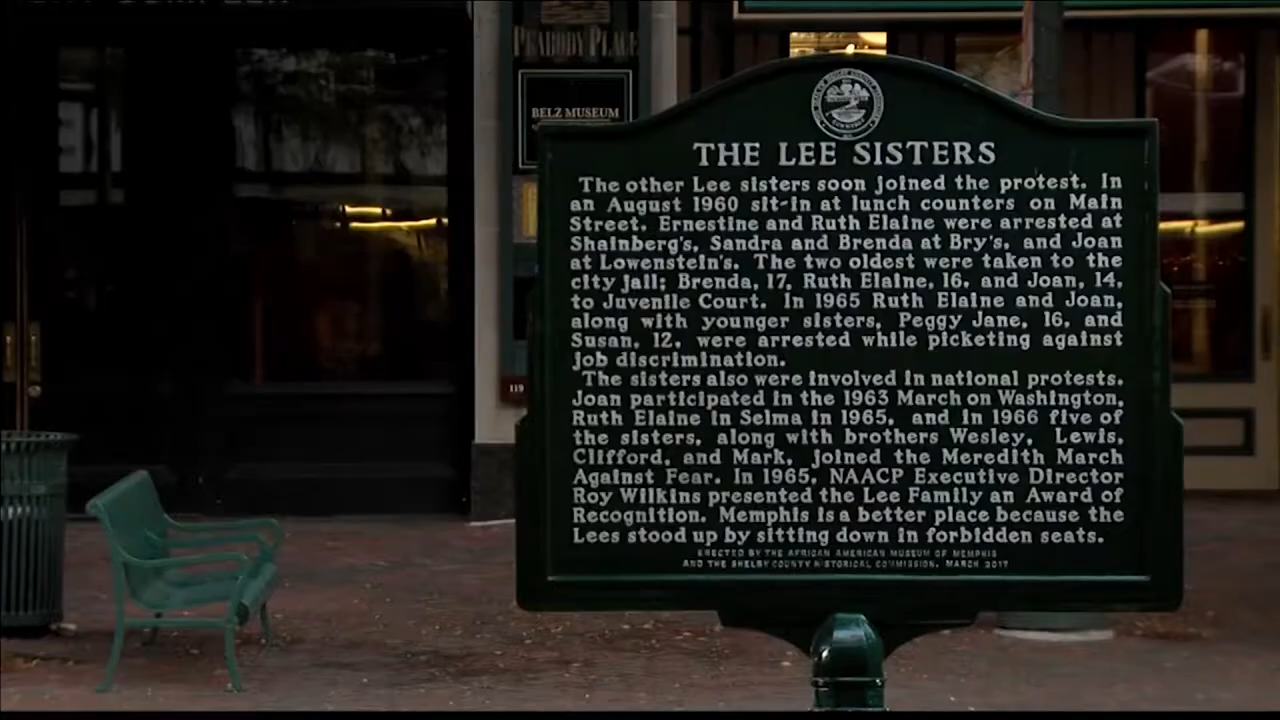 PEABODY PLACE
BELZ MUSEUM
119
THE LEE SISTERS
The other Lee sisters soon joined the protest. In
an August 1960 sit-in at lunch counters on Main
Street, Ernestine and Ruth Elaine were arrested at
Shainberg's, Sandra and Brenda at Bry's, and Joan
at Lowenstein's. The two oldest were taken to the
city jail; Brenda, 17, Ruth Elaine, 16, and Joan, 14,
to Juvenile Court. In 1965 Ruth Elaine and Joan,
along with younger sisters, Peggy Jane, 16, and
Susan, 12, were arrested while picketing against
job discrimination.
The sisters also were involved in national protests.
Joan participated in the 1963 March on Washington,
Ruth Elaine in Selma in 1965, and in 1966 five of
the sisters, along with brothers Wesley, Lewis,
Clifford, and Mark, joined the Meredith March
Against Fear. In 1965, NAACP Executive Director
Roy Wilkins presented the Lee Family an Award of
Recognition. Memphis is a better place because the
Lees stood up by sitting down in forbidden seats.
ERECTED BY THE AFRICAN AMERICAN MUSEUM OF MEMPHIS
AND THE SHELBY COUNTY HISTORICAL COMMISSION, MARCH 2017